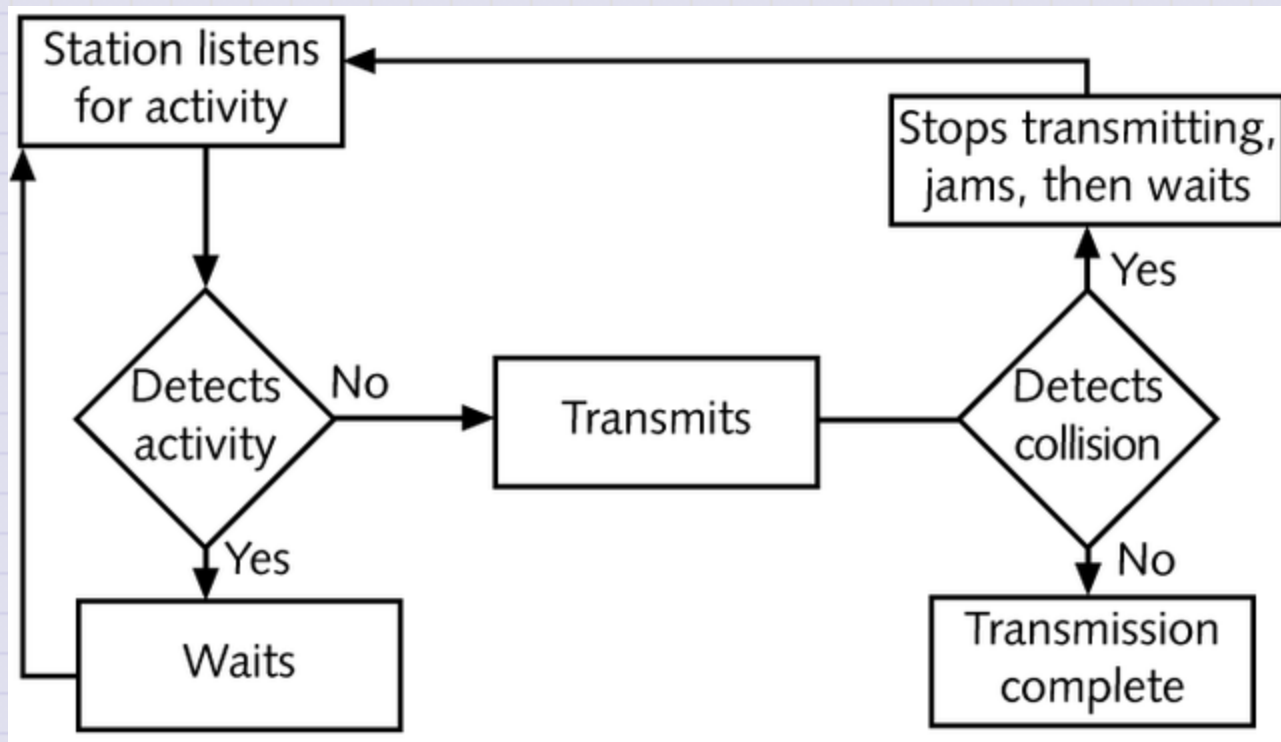 Station listens
for activity
Stops transmitting,
jams, then waits
Yes
Detects
activity
No
Transmits
Detects
collision
Yes
No
Waits
Transmission
complete